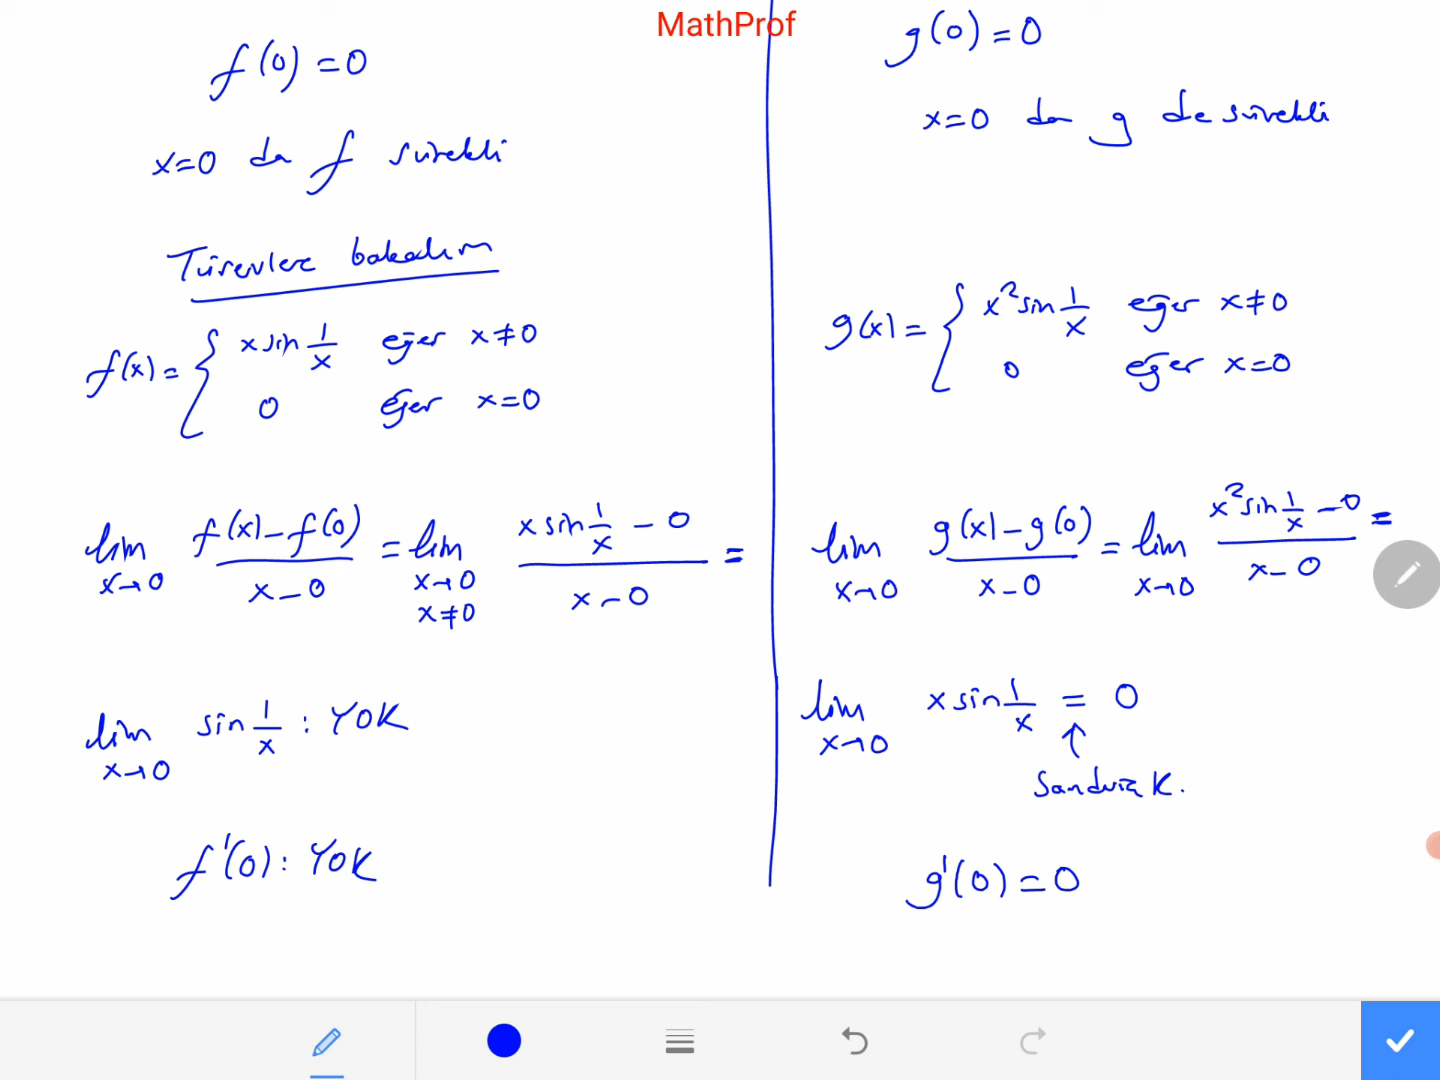 MathProf
f(0) = 0
x=0 da f sürekli
Türevlere bakalım
f(x) = { x sin 1/x eğer x≠0
0 eğer x=0
lim x→0 f(x)-f(0) / x-0 = lim x→0 x≠0 x sin 1/x - 0 / x-0 =
lim x→0 sin 1/x : YOK
f'(0) : YOK
g(0) = 0
x=0 da g de sürekli
g(x) = { x² sin 1/x eğer x≠0
0 eğer x=0
lim x→0 g(x)-g(0) / x-0 = lim x→0 x² sin 1/x - 0 / x-0 =
lim x→0 x sin 1/x = 0
↑
Sandviç K.
g'(0) = 0